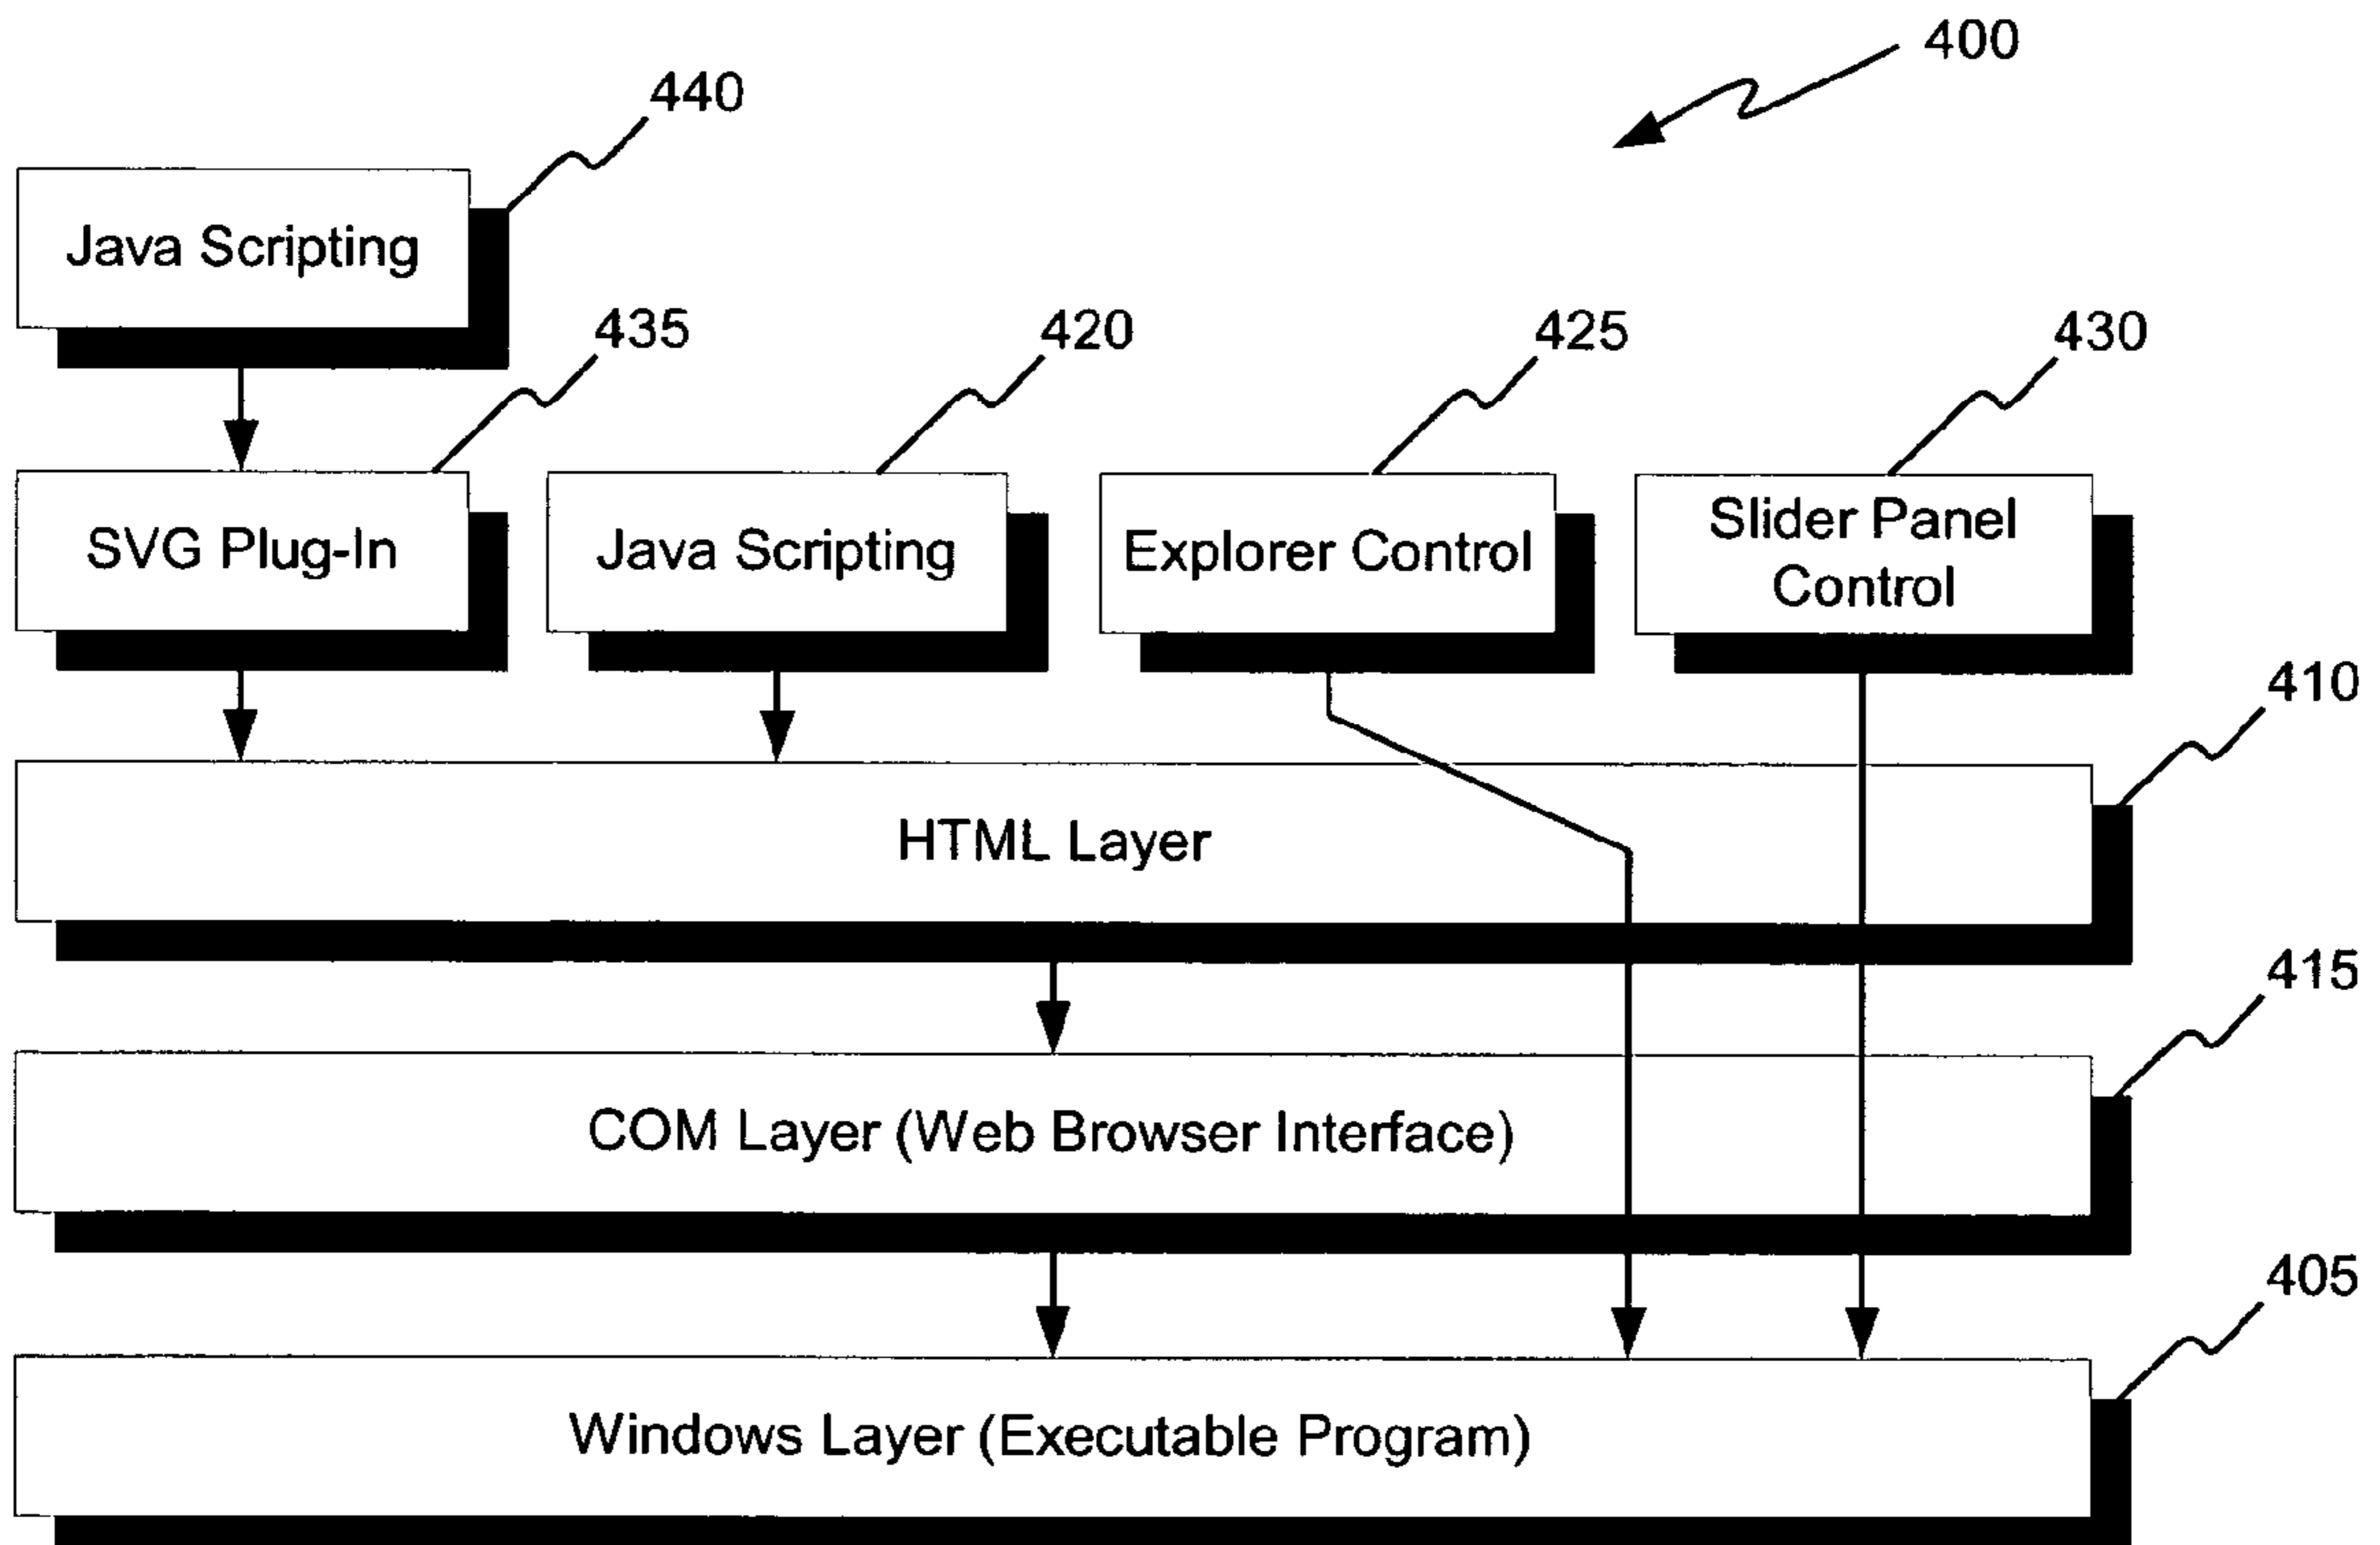 400
440
Java Scripting
435
420
425
430
SVG Plug-In
Java Scripting
Explorer Control
Slider Panel
Control
410
HTML Layer
415
COM Layer (Web Browser Interface)
405
Windows Layer (Executable Program)